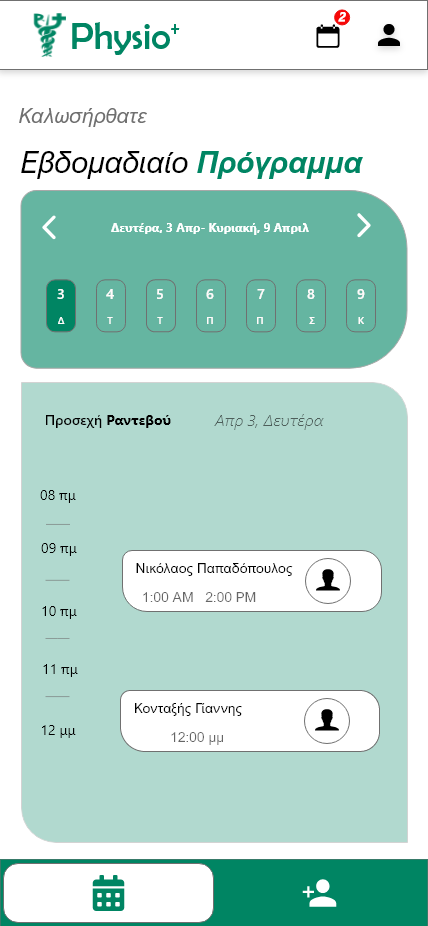 Physio+
2
Καλωσήρθατε
Εβδομαδιαίο Πρόγραμμα
Δευτέρα, 3 Απρ- Κυριακή, 9 Απριλ
3 4 5 6 7 8 9
Δ Τ Τ Π Π Σ Κ
Προσεχή Ραντεβού Απρ 3, Δευτέρα
08 πμ
09 πμ
Νικόλαος Παπαδόπουλος
1:00 AM 2:00 PM
10 πμ
11 πμ
Κονταξής Γίαννης
12 μμ
12:00 μμ